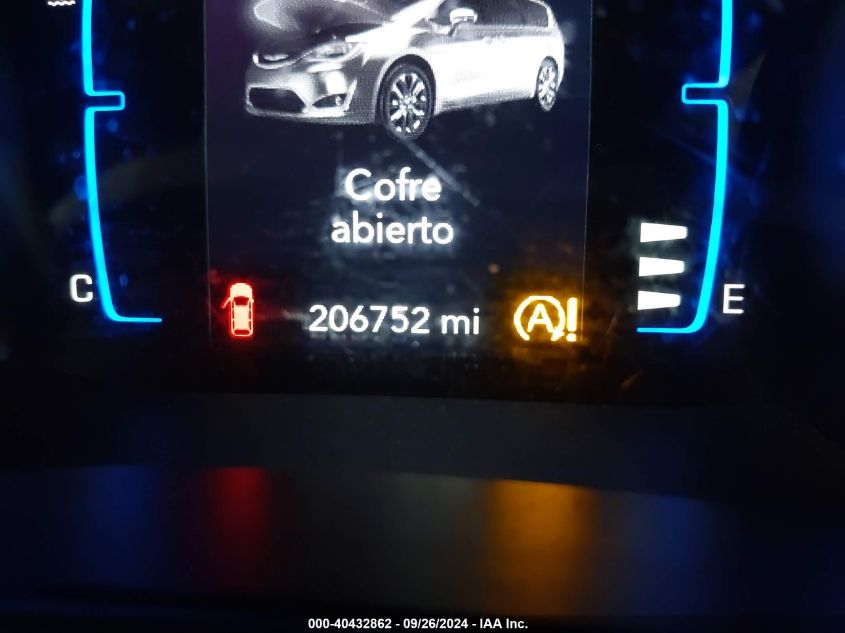 Cofre
abierto
C
E
206752 mi
A!
000-40432862 - 09/26/2024 - IAA Inc.